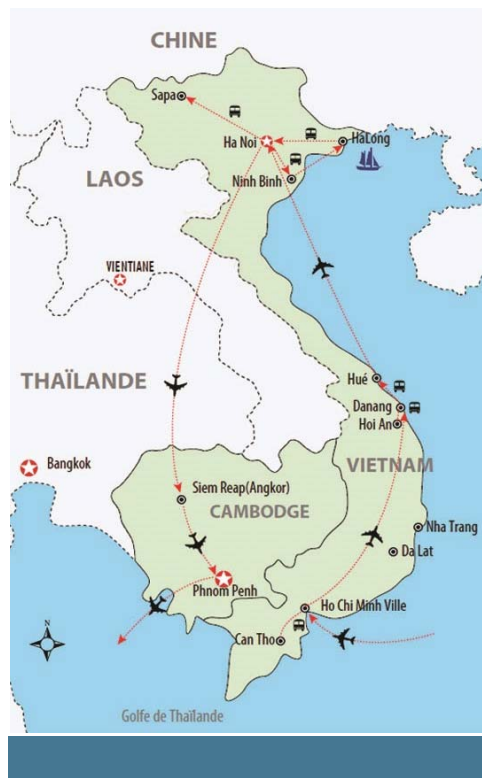 CHINE
Sapa
Ha Noi
HaLong
Ninh Binh
LAOS
VIENTIANE
THAÏLANDE
Hué
Danang
Hoi An
Bangkok
VIETNAM
Siem Reap(Angkor)
CAMBODGE
Nha Trang
Da Lat
Phnom Penh
Ho Chi Minh Ville
Can Tho
N
Golfe de Thaïlande